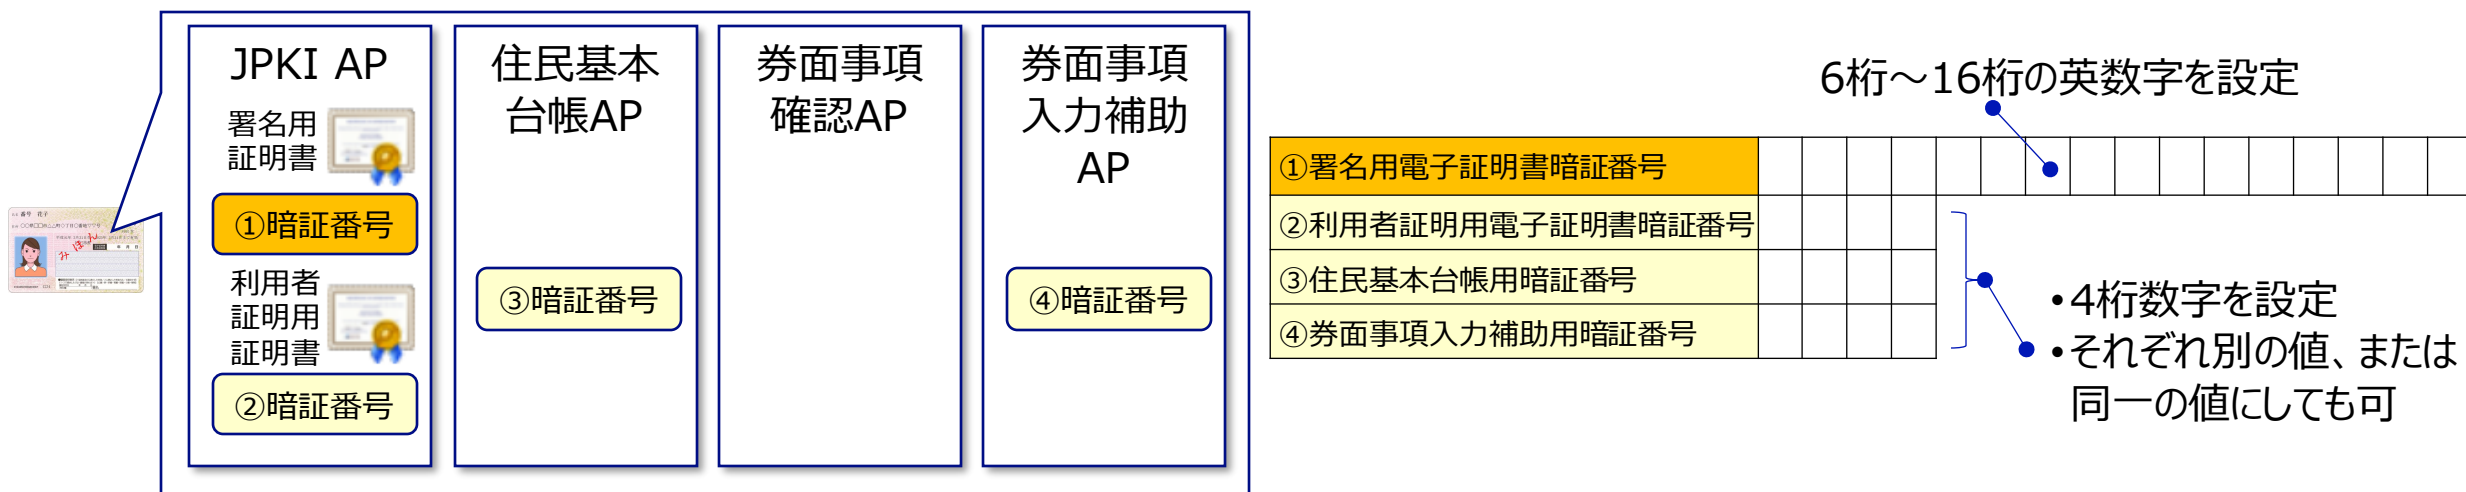 JPKI AP
署名用
証明書
①暗証番号
利用者
証明用
証明書
②暗証番号
住民基本
台帳AP
③暗証番号
券面事項
確認AP
券面事項
入力補助
AP
④暗証番号
番号 花子
みほん
6桁～16桁の英数字を設定
①署名用電子証明書暗証番号
②利用者証明用電子証明書暗証番号
③住民基本台帳用暗証番号
④券面事項入力補助用暗証番号
•4桁数字を設定
•それぞれ別の値、または
同一の値にしても可